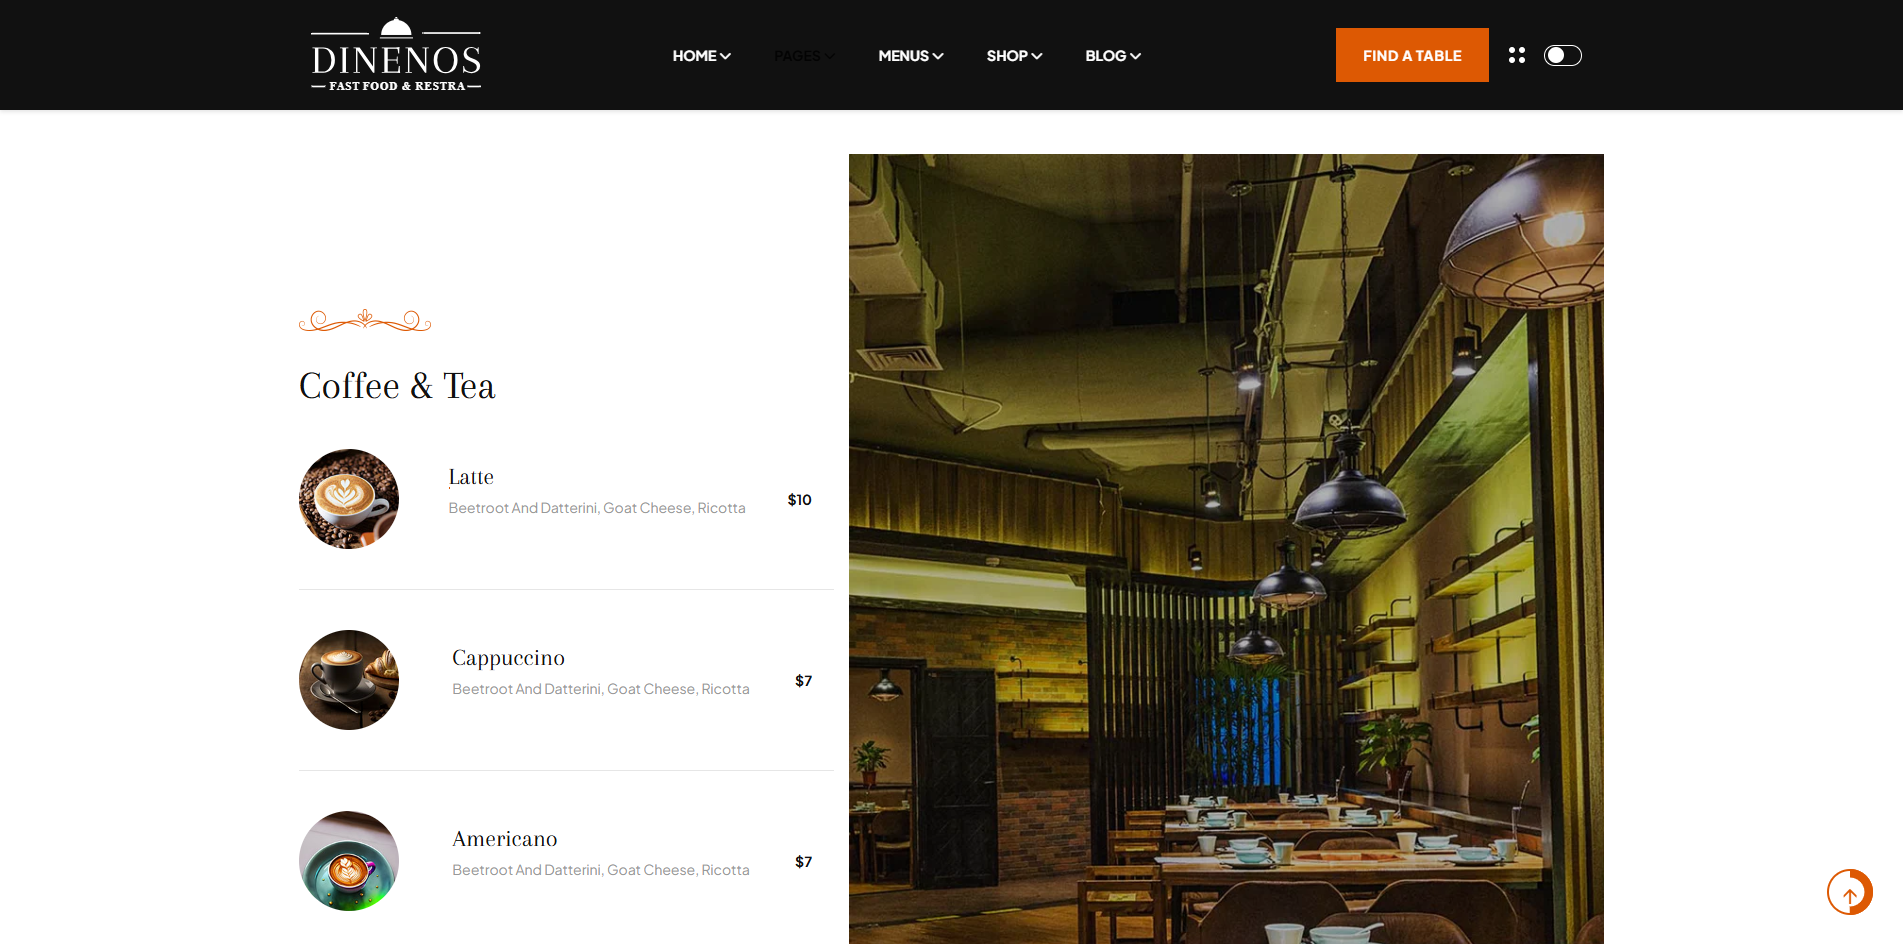 DINENOS
FAST FOOD & RESTRA
HOME
PAGES
MENUS
SHOP
BLOG
FIND A TABLE
Coffee & Tea
Latte
Beetroot And Datterini, Goat Cheese, Ricotta
$10
Cappuccino
Beetroot And Datterini, Goat Cheese, Ricotta
$7
Americano
Beetroot And Datterini, Goat Cheese, Ricotta
$7